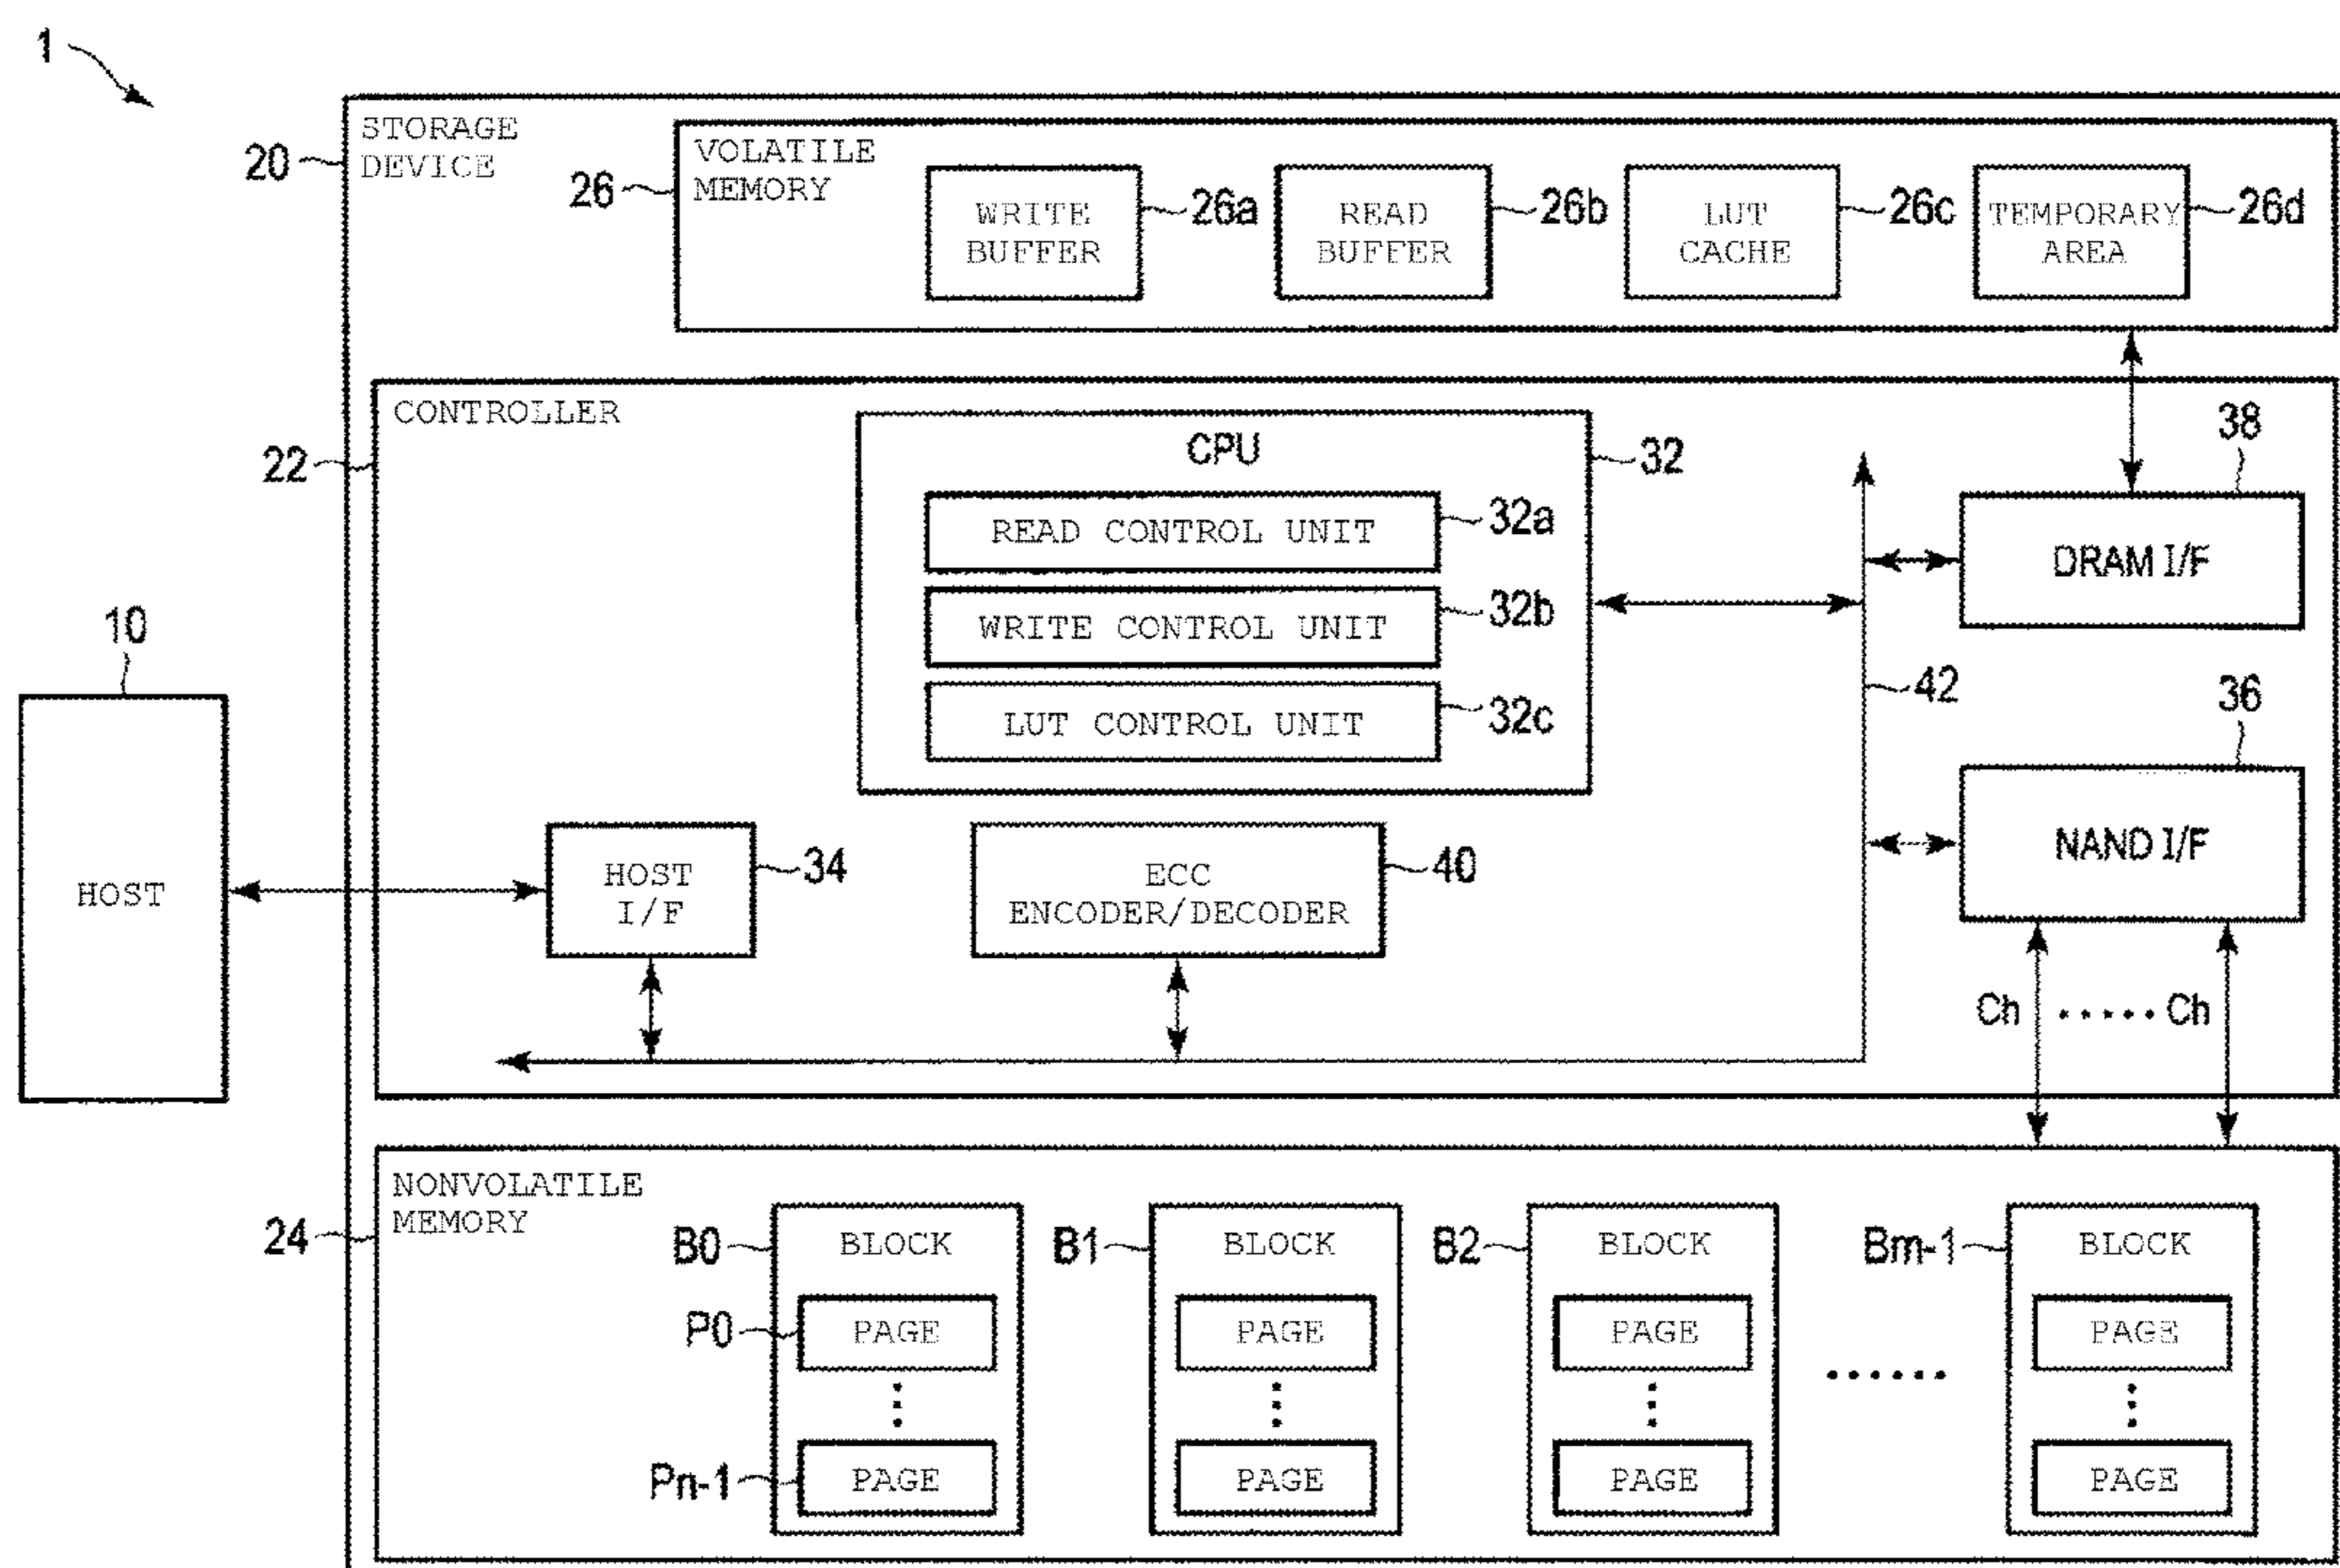 1
STORAGE
DEVICE
20
VOLATILE
MEMORY
26
WRITE
BUFFER
26a
READ
BUFFER
26b
LUT
CACHE
26c
TEMPORARY
AREA
26d
CONTROLLER
22
CPU
32
READ CONTROL UNIT
32a
WRITE CONTROL UNIT
32b
LUT CONTROL UNIT
32c
38
DRAM I/F
42
36
NAND I/F
10
HOST
HOST
I/F
34
ECC
ENCODER/DECODER
40
Ch ..... Ch
NONVOLATILE
MEMORY
24
B0
BLOCK
P0
PAGE
Pn-1
PAGE
B1
BLOCK
PAGE
PAGE
B2
BLOCK
PAGE
PAGE
......
Bm-1
BLOCK
PAGE
PAGE